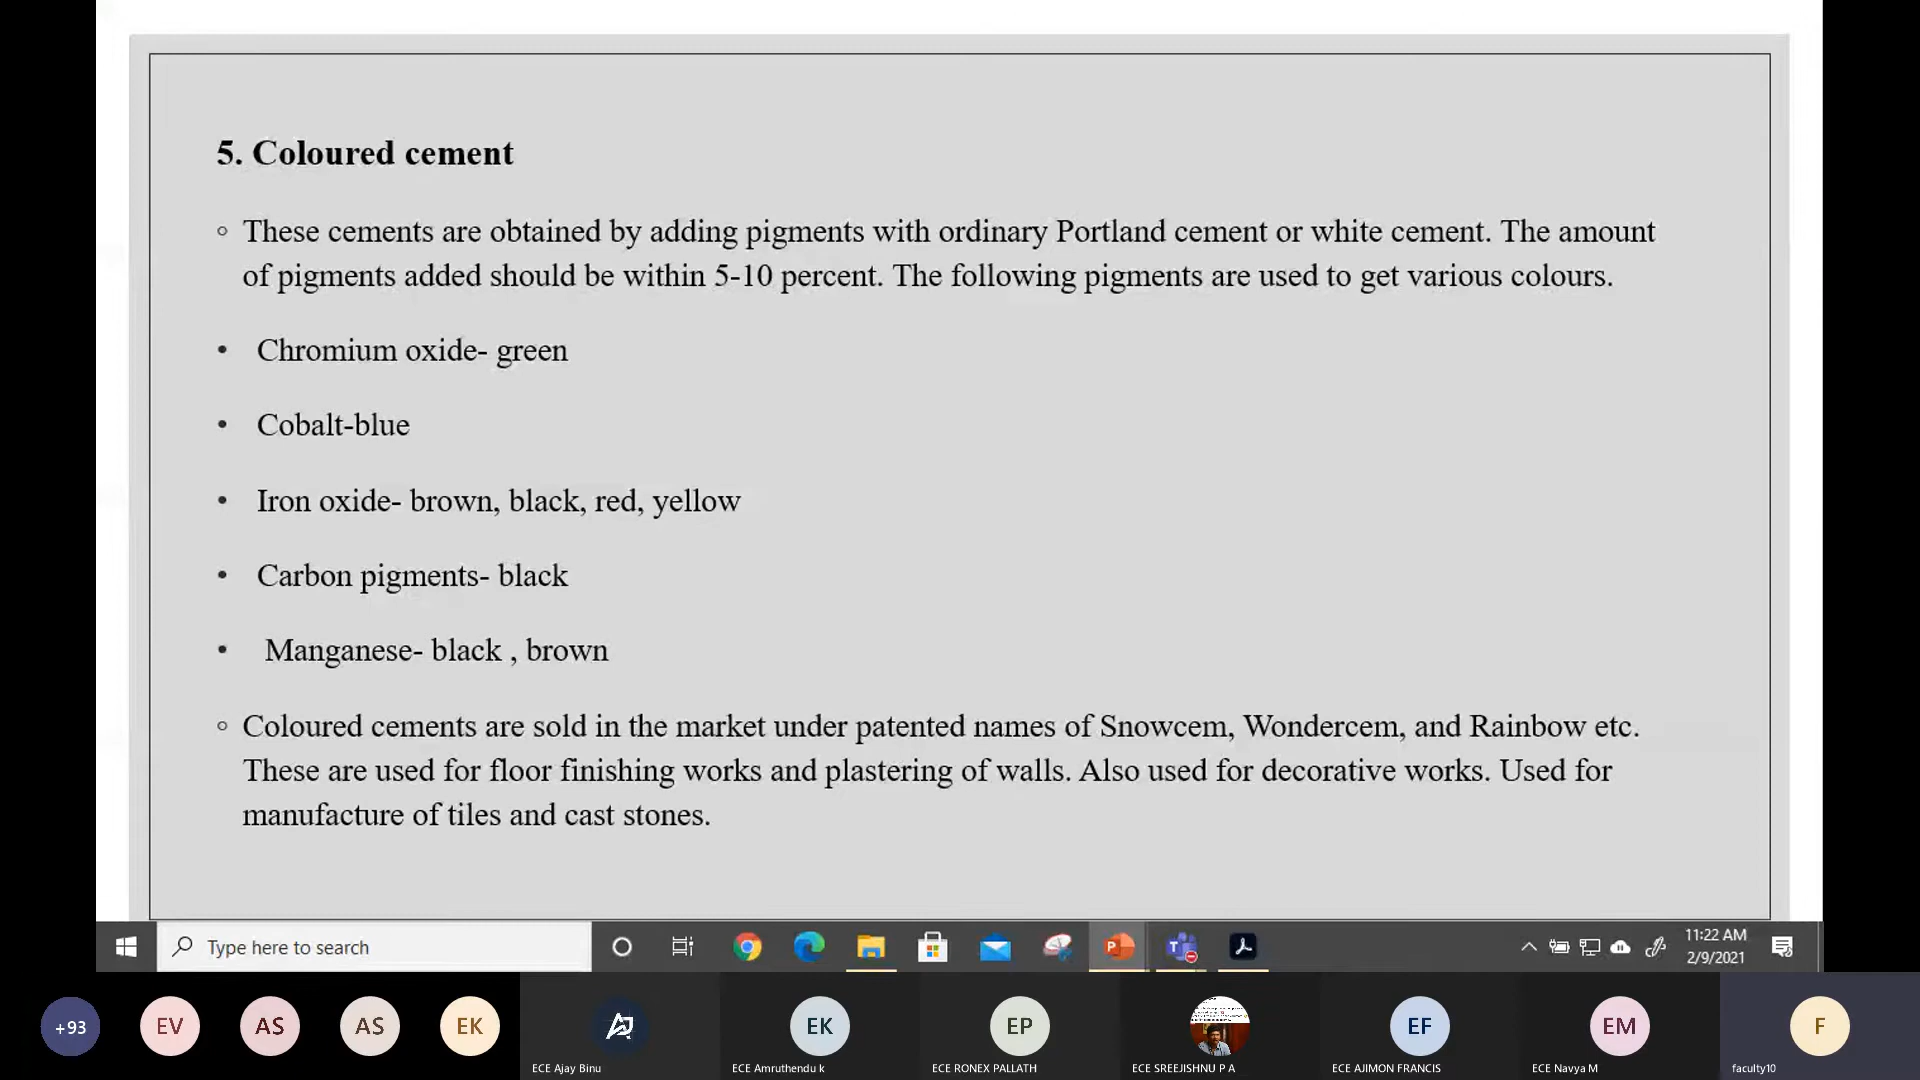 5. Coloured cement
◦ These cements are obtained by adding pigments with ordinary Portland cement or white cement. The amount
of pigments added should be within 5-10 percent. The following pigments are used to get various colours.
• Chromium oxide- green
• Cobalt-blue
• Iron oxide- brown, black, red, yellow
• Carbon pigments- black
• Manganese- black , brown
◦ Coloured cements are sold in the market under patented names of Snowcem, Wondercem, and Rainbow etc.
These are used for floor finishing works and plastering of walls. Also used for decorative works. Used for
manufacture of tiles and cast stones.
Type here to search
11:22 AM
2/9/2021
+93 EV AS AS EK EK EP EF EM F
ECE Ajay Binu ECE Amruthendu k ECE RONEX PALLATH ECE SREEJISHNU P A ECE AJIMON FRANCIS ECE Navya M faculty10